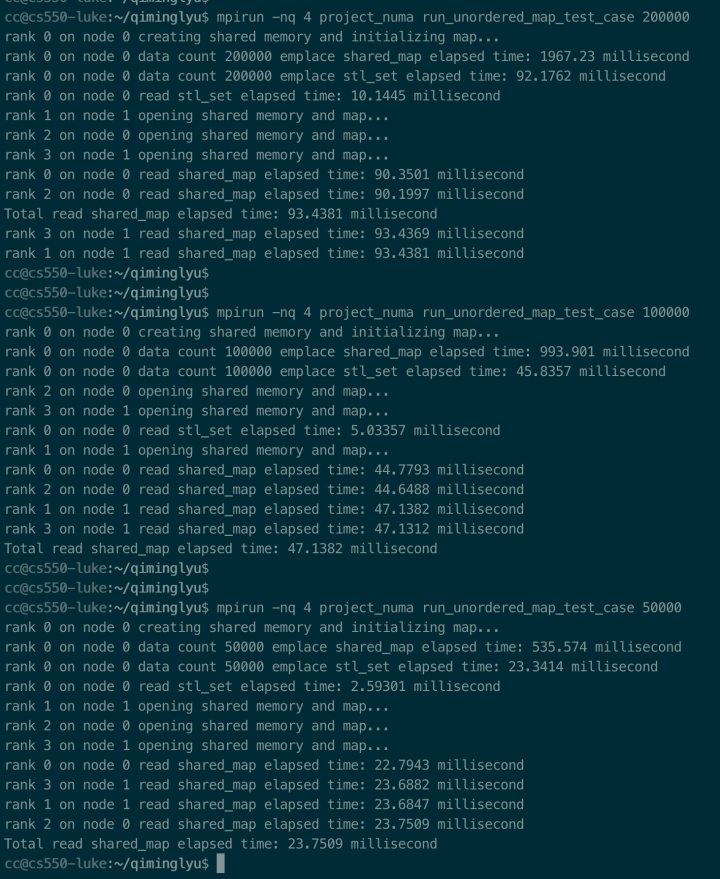 cc@cs550-luke:~/qiminglyu$ mpirun -nq 4 project_numa run_unordered_map_test_case 200000
rank 0 on node 0 creating shared memory and initializing map...
rank 0 on node 0 data count 200000 emplace shared_map elapsed time: 1967.23 millisecond
rank 0 on node 0 data count 200000 emplace stl_set elapsed time: 92.1762 millisecond
rank 0 on node 0 read stl_set elapsed time: 10.1445 millisecond
rank 1 on node 1 opening shared memory and map...
rank 2 on node 0 opening shared memory and map...
rank 3 on node 1 opening shared memory and map...
rank 0 on node 0 read shared_map elapsed time: 90.3501 millisecond
rank 2 on node 0 read shared_map elapsed time: 90.1997 millisecond
Total read shared_map elapsed time: 93.4381 millisecond
rank 3 on node 1 read shared_map elapsed time: 93.4369 millisecond
rank 1 on node 1 read shared_map elapsed time: 93.4381 millisecond
cc@cs550-luke:~/qiminglyu$
cc@cs550-luke:~/qiminglyu$
cc@cs550-luke:~/qiminglyu$ mpirun -nq 4 project_numa run_unordered_map_test_case 100000
rank 0 on node 0 creating shared memory and initializing map...
rank 0 on node 0 data count 100000 emplace shared_map elapsed time: 993.901 millisecond
rank 0 on node 0 data count 100000 emplace stl_set elapsed time: 45.8357 millisecond
rank 2 on node 0 opening shared memory and map...
rank 3 on node 1 opening shared memory and map...
rank 0 on node 0 read stl_set elapsed time: 5.03357 millisecond
rank 1 on node 1 opening shared memory and map...
rank 0 on node 0 read shared_map elapsed time: 44.7793 millisecond
rank 2 on node 0 read shared_map elapsed time: 44.6488 millisecond
rank 1 on node 1 read shared_map elapsed time: 47.1382 millisecond
rank 3 on node 1 read shared_map elapsed time: 47.1312 millisecond
Total read shared_map elapsed time: 47.1382 millisecond
cc@cs550-luke:~/qiminglyu$
cc@cs550-luke:~/qiminglyu$
cc@cs550-luke:~/qiminglyu$ mpirun -nq 4 project_numa run_unordered_map_test_case 50000
rank 0 on node 0 creating shared memory and initializing map...
rank 0 on node 0 data count 50000 emplace shared_map elapsed time: 535.574 millisecond
rank 0 on node 0 data count 50000 emplace stl_set elapsed time: 23.3414 millisecond
rank 0 on node 0 read stl_set elapsed time: 2.59301 millisecond
rank 1 on node 1 opening shared memory and map...
rank 2 on node 0 opening shared memory and map...
rank 3 on node 1 opening shared memory and map...
rank 0 on node 0 read shared_map elapsed time: 22.7943 millisecond
rank 3 on node 1 read shared_map elapsed time: 23.6882 millisecond
rank 1 on node 1 read shared_map elapsed time: 23.6847 millisecond
rank 2 on node 0 read shared_map elapsed time: 23.7509 millisecond
Total read shared_map elapsed time: 23.7509 millisecond
cc@cs550-luke:~/qiminglyu$